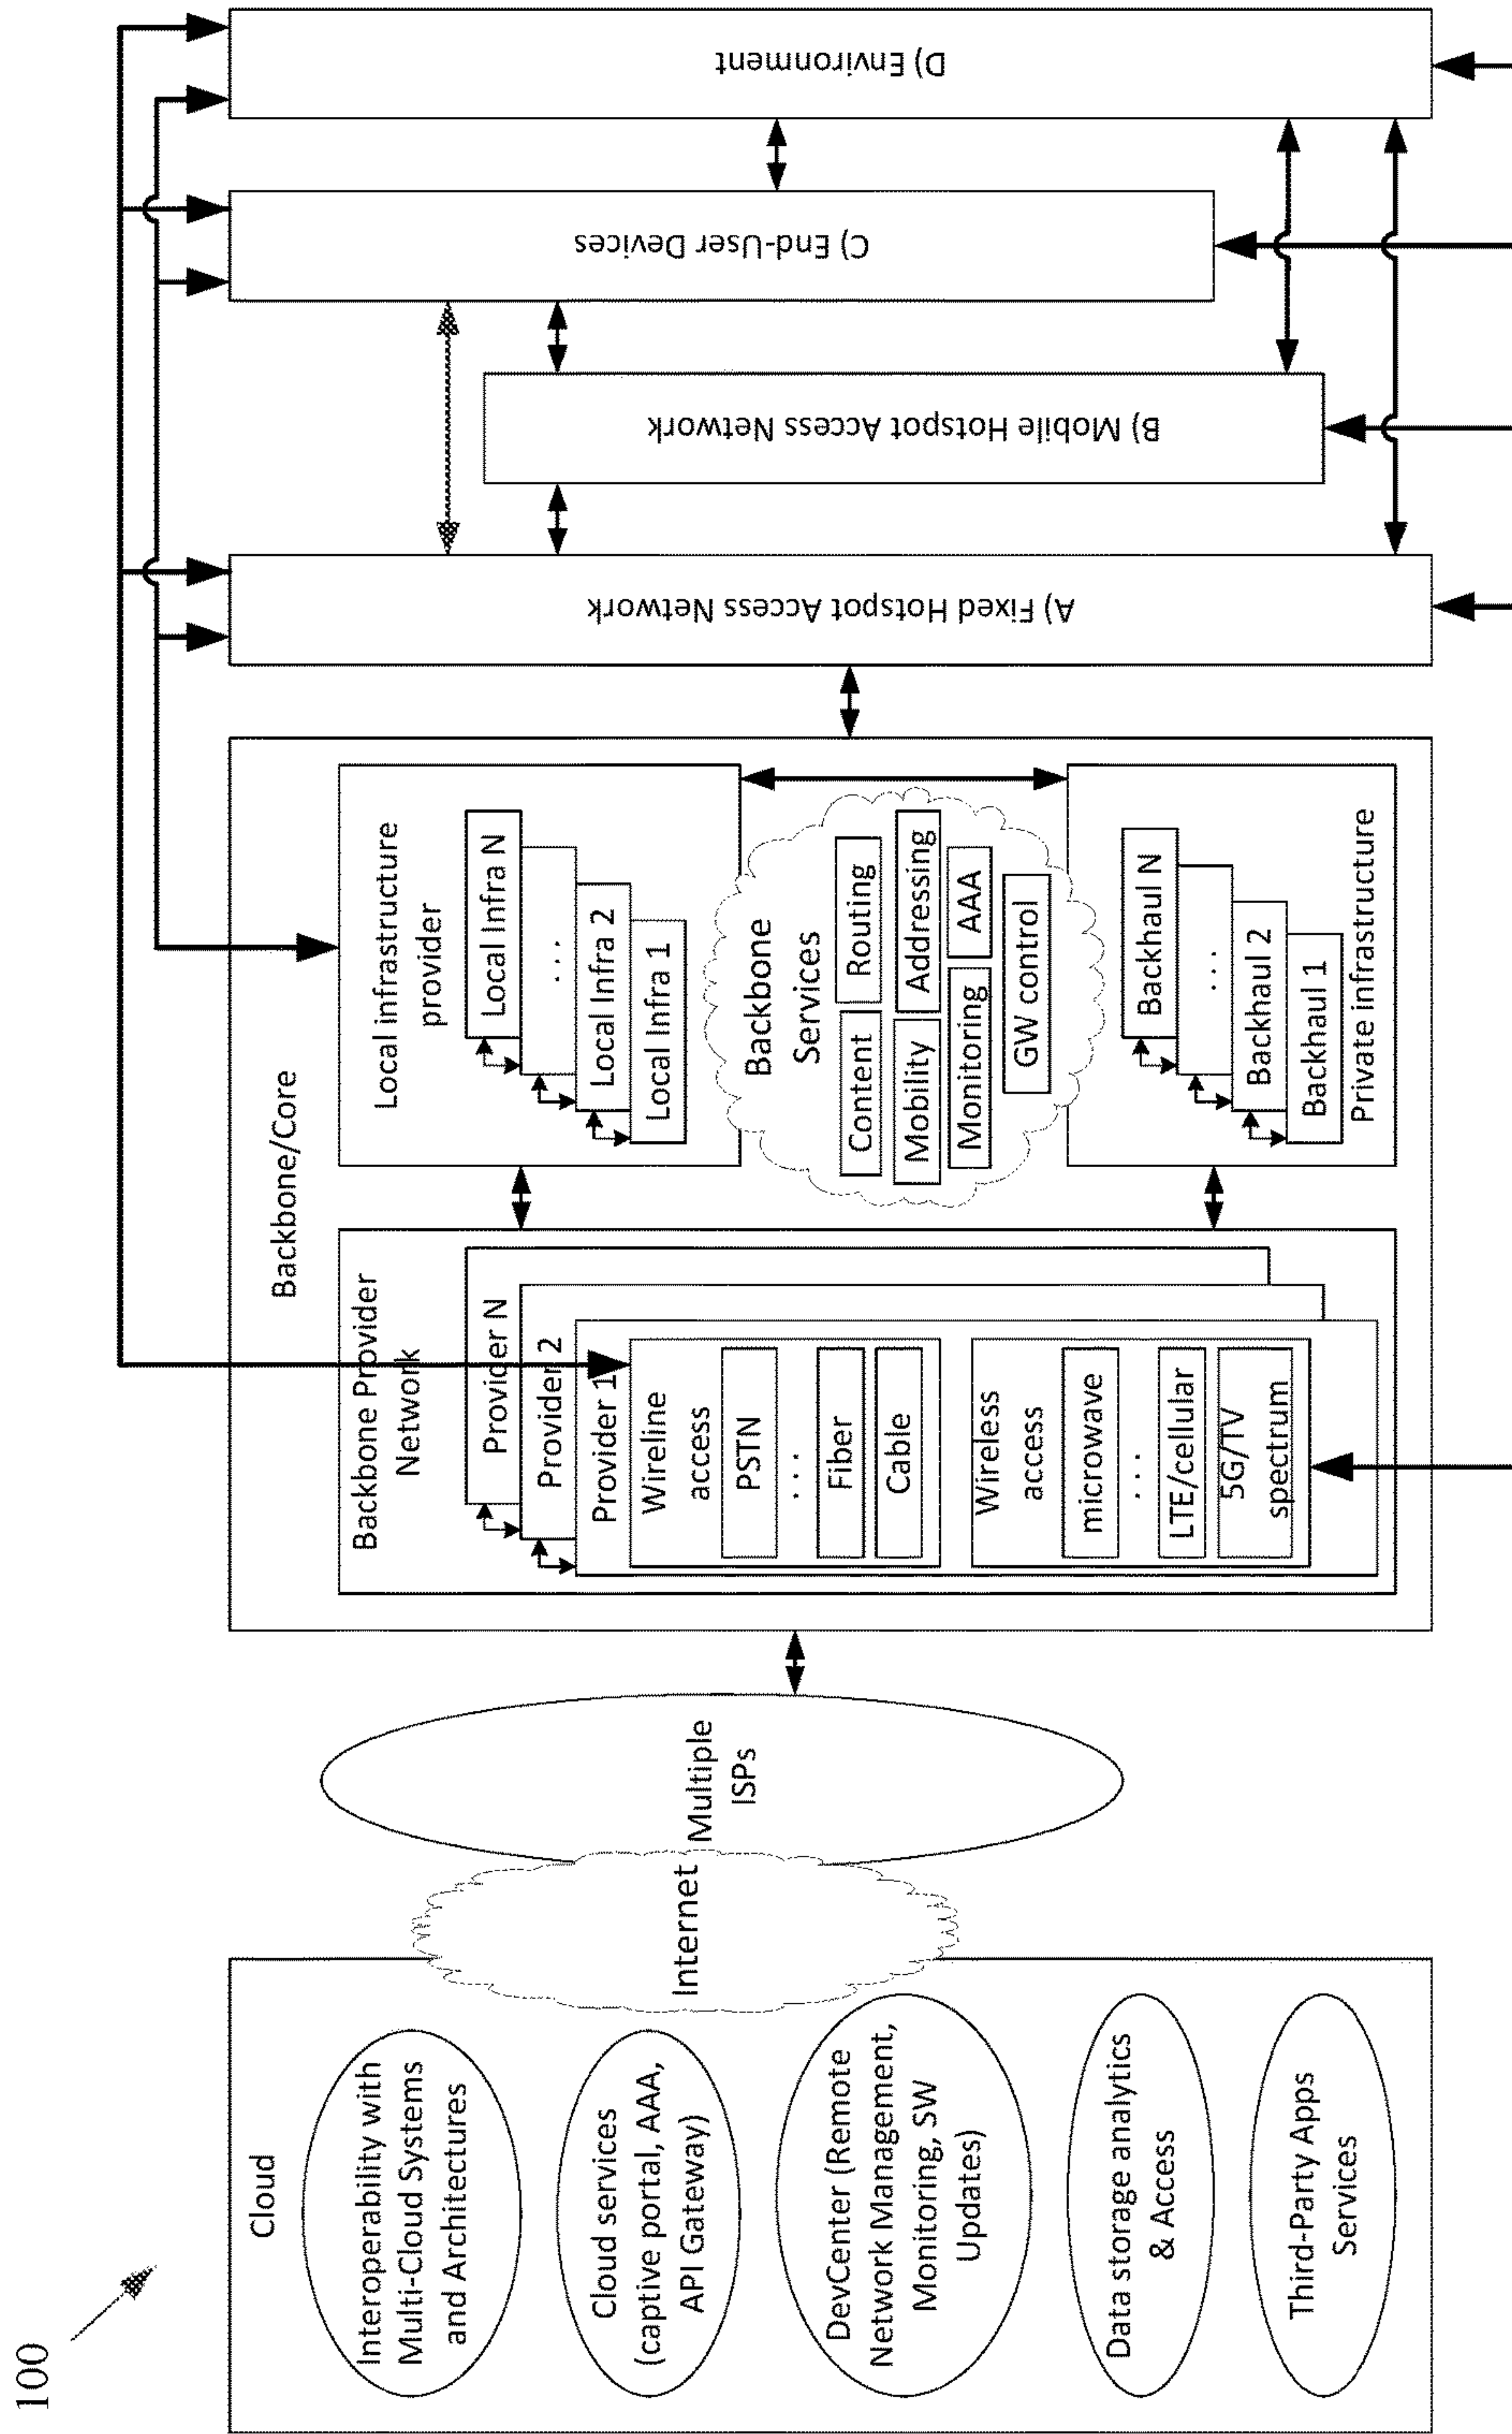 100
Cloud
Interoperability with
Multi-Cloud Systems
and Architectures
Cloud services
(captive portal, AAA,
API Gateway)
DevCenter (Remote
Network Management,
Monitoring, SW
Updates)
Data storage analytics
& Access
Third-Party Apps
Services
Internet
Multiple
ISPs
Backbone/Core
Backbone Provider
Network
Provider N
Provider 2
Provider 1
Wireline
access
PSTN
. . .
Fiber
Cable
Wireless
access
microwave
. . .
LTE/cellular
5G/TV
spectrum
Local infrastructure
provider
Local Infra N
. . .
Local Infra 2
Local Infra 1
Backbone
Services
Content
Routing
Mobility
Addressing
Monitoring
AAA
GW control
Backhaul N
. . .
Backhaul 2
Backhaul 1
Private infrastructure
A) Fixed Hotspot Access Network
B) Mobile Hotspot Access Network
C) End-User Devices
D) Environment